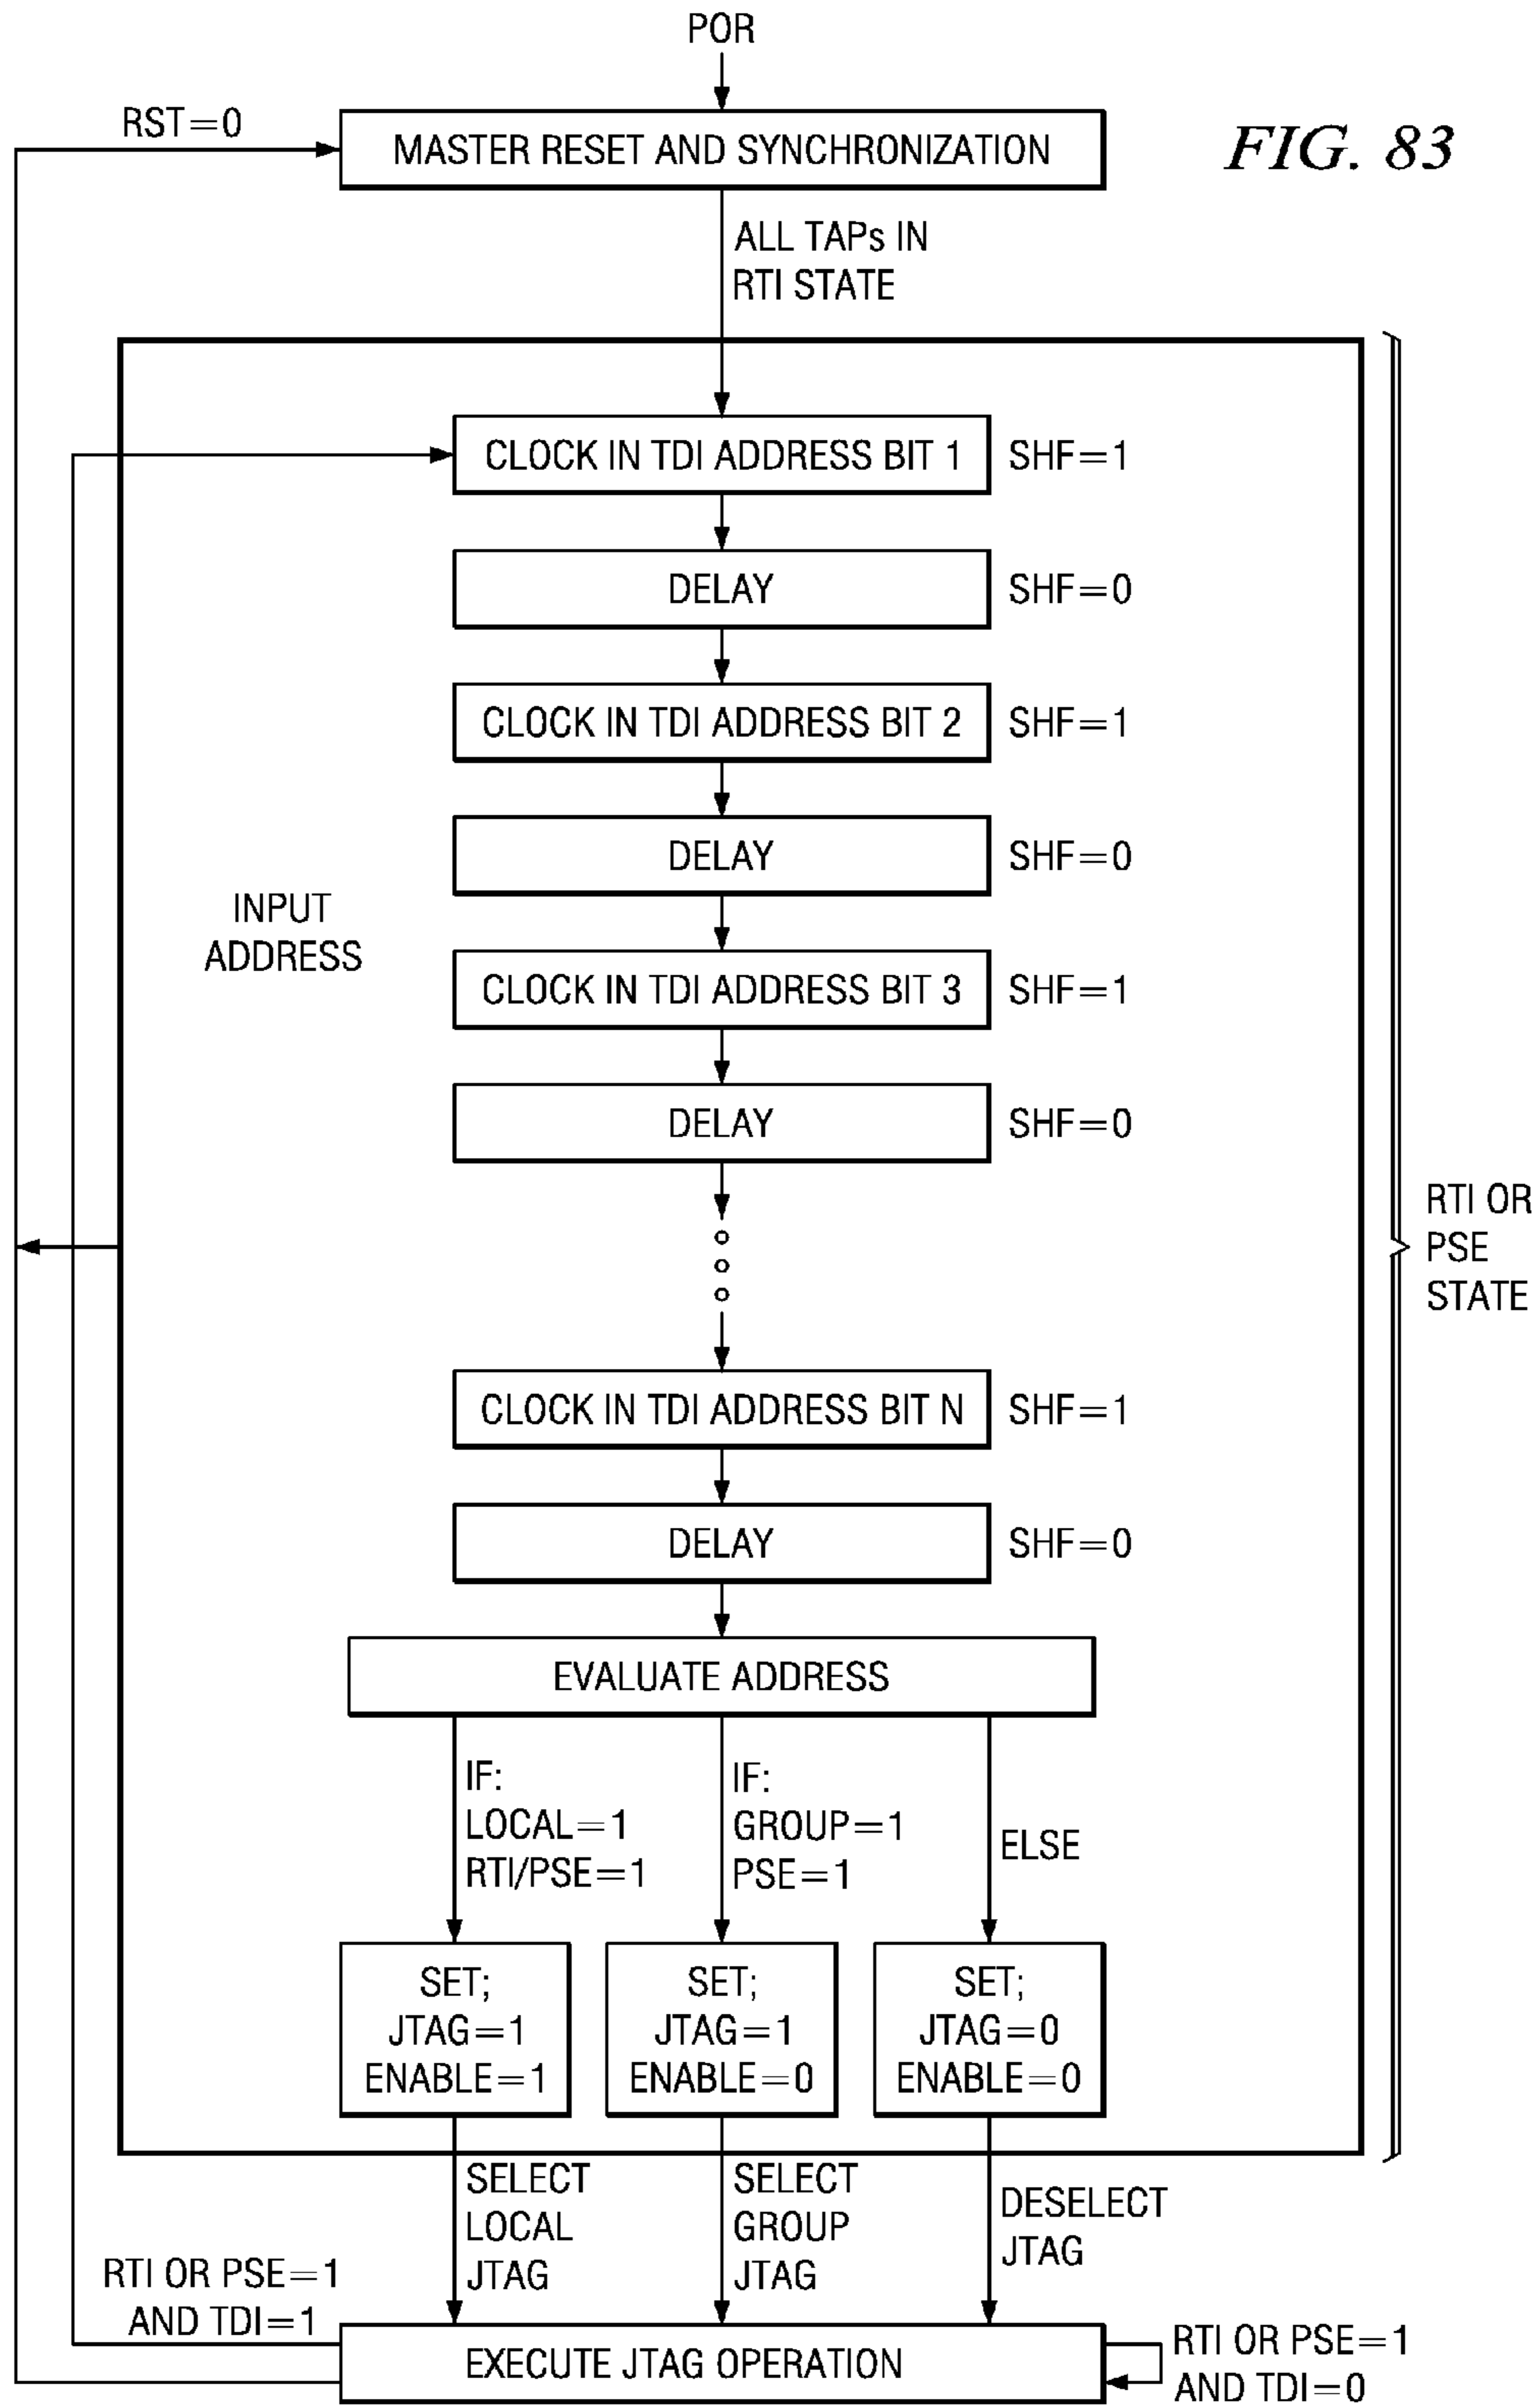 POR
RST=0
MASTER RESET AND SYNCHRONIZATION
FIG. 83
ALL TAPs IN
RTI STATE
CLOCK IN TDI ADDRESS BIT 1
SHF=1
DELAY
SHF=0
CLOCK IN TDI ADDRESS BIT 2
SHF=1
DELAY
SHF=0
INPUT
ADDRESS
CLOCK IN TDI ADDRESS BIT 3
SHF=1
DELAY
SHF=0
RTI OR
PSE
STATE
CLOCK IN TDI ADDRESS BIT N
SHF=1
DELAY
SHF=0
EVALUATE ADDRESS
IF:
LOCAL=1
RTI/PSE=1
IF:
GROUP=1
PSE=1
ELSE
SET;
JTAG=1
ENABLE=1
SET;
JTAG=1
ENABLE=0
SET;
JTAG=0
ENABLE=0
SELECT
LOCAL
JTAG
SELECT
GROUP
JTAG
DESELECT
JTAG
RTI OR PSE=1
AND TDI=1
EXECUTE JTAG OPERATION
RTI OR PSE=1
AND TDI=0